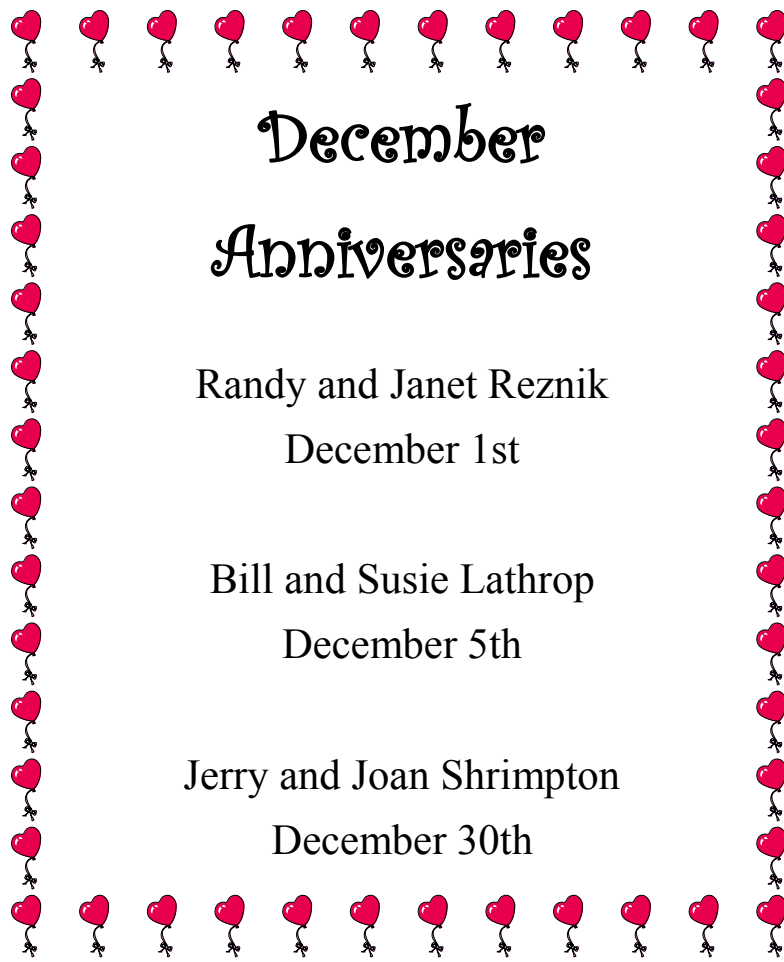 December
Anniversaries
Randy and Janet Reznik
December 1st
Bill and Susie Lathrop
December 5th
Jerry and Joan Shrimpton
December 30th